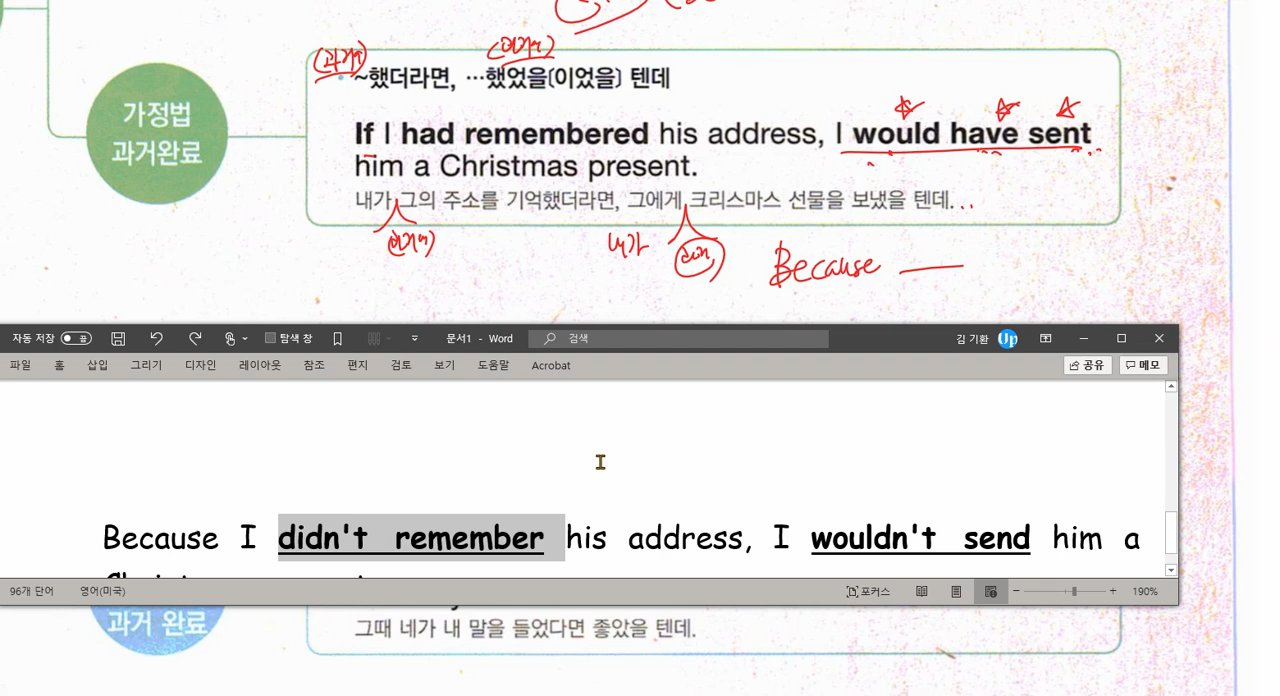 (과거)
~했더라면, …했었을(이었을) 텐데
가정법
과거완료
If I had remembered his address, I would have sent
him a Christmas present.
내가 그의 주소를 기억했더라면, 그에게 크리스마스 선물을 보냈을 텐데.
내가
Because
자동 저장 끔 탐색 창 문서1 - Word 검색 김 기환 Up
파일 홈 삽입 그리기 디자인 레이아웃 참조 편지 검토 보기 도움말 Acrobat 공유 메모
Because I didn't remember his address, I wouldn't send him a
96개 단어 영어(미국) 포커스 190%
과거 완료
그때 네가 내 말을 들었다면 좋았을 텐데.